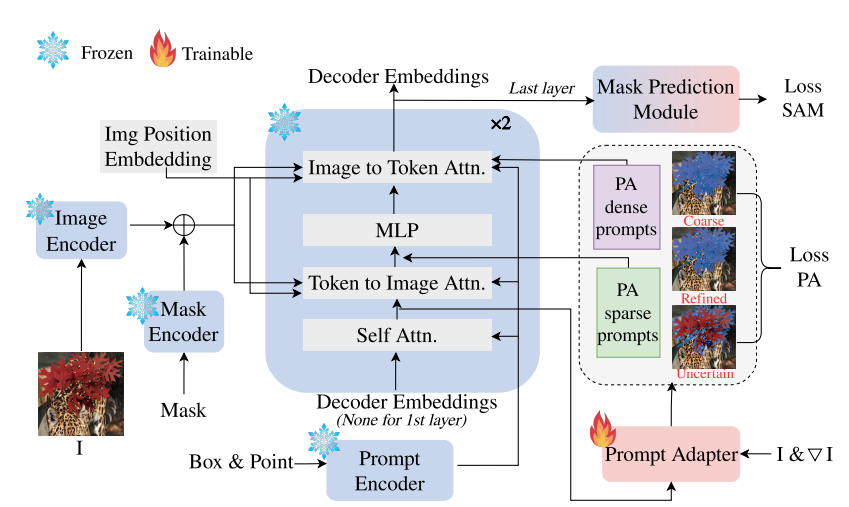 Frozen
Trainable
Decoder Embeddings
Last layer
Mask Prediction
Module
Loss
SAM
×2
Img Position
Embdedding
Image to Token Attn.
PA
dense
prompts
Coarse
Image
Encoder
MLP
Loss
PA
Refined
Token to Image Attn.
PA
sparse
prompts
Mask
Encoder
Self Attn.
Uncertain
Mask
I
Decoder Embeddings
(None for 1st layer)
Box & Point
Prompt
Encoder
Prompt Adapter
I & ▽ I